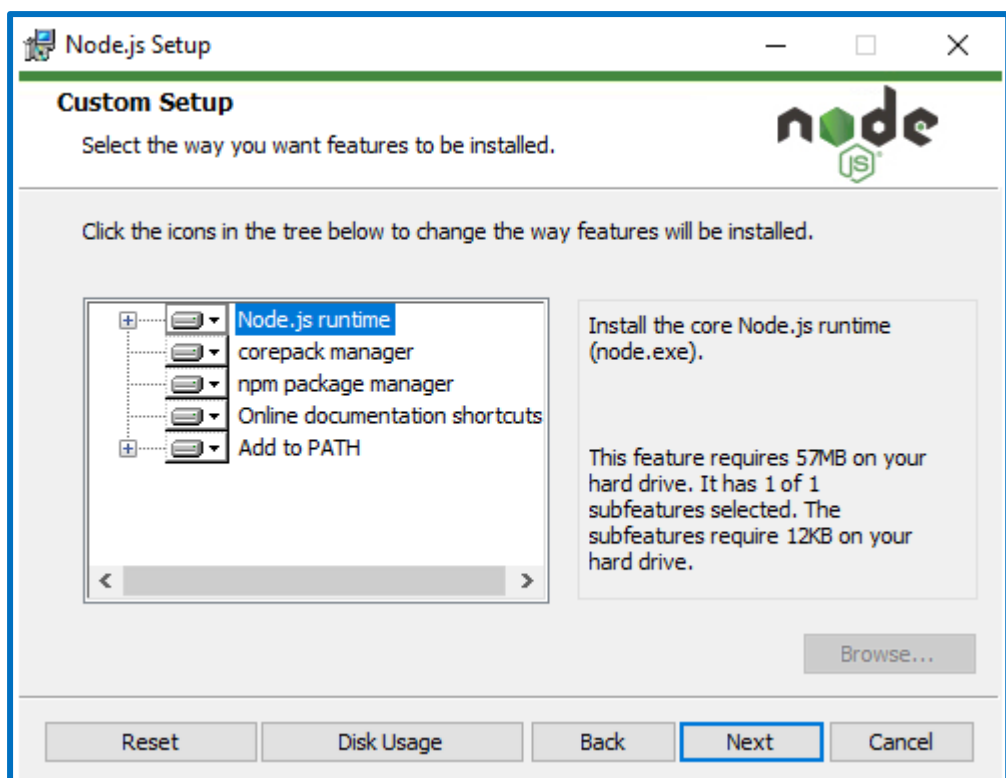 Node.js Setup
Custom Setup
Select the way you want features to be installed.
node
JS
Click the icons in the tree below to change the way features will be installed.
Node.js runtime
corepack manager
npm package manager
Online documentation shortcuts
Add to PATH
Install the core Node.js runtime
(node.exe).
This feature requires 57MB on your
hard drive. It has 1 of 1
subfeatures selected. The
subfeatures require 12KB on your
hard drive.
Browse...
Reset
Disk Usage
Back
Next
Cancel